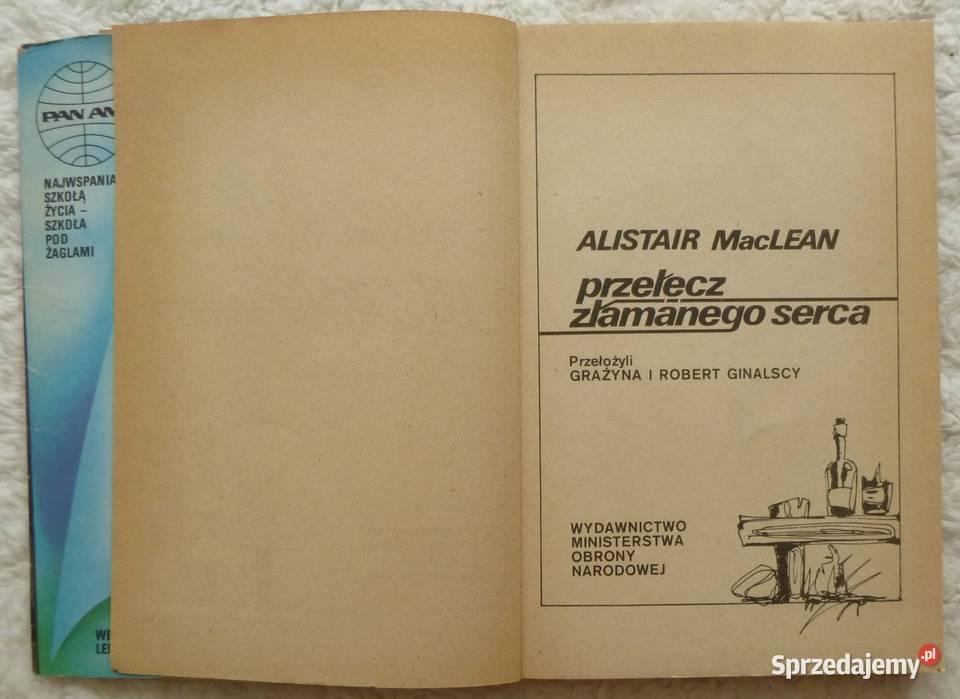 PAN AM
NAJWSPANIA
SZKOŁĄ
ŻYCIA –
SZKOŁA
POD
ŻAGLAMI
ALISTAIR MacLEAN
przełęcz
złamanego serca
Przełożyli
GRAŻYNA I ROBERT GINALSCY
WYDAWNICTWO
MINISTERSTWA
OBRONY
NARODOWEJ
Sprzedajemy.pl